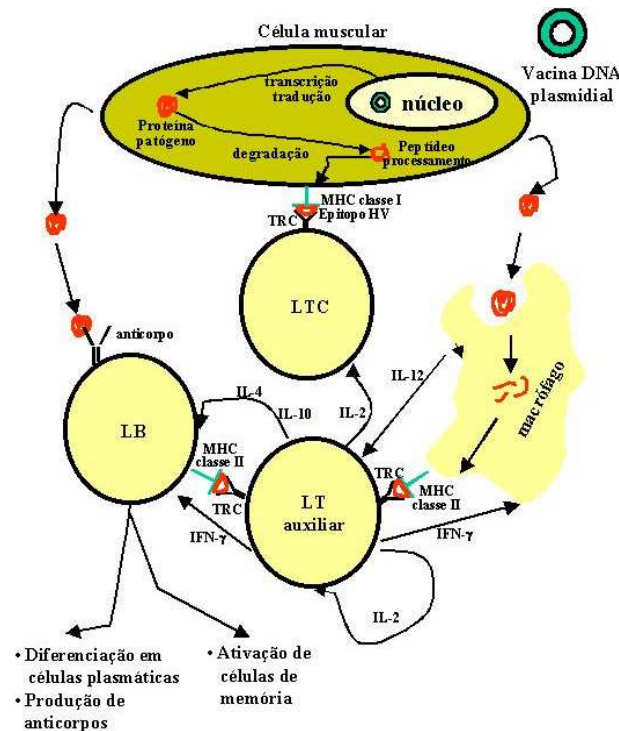 Célula muscular
Vacina DNA
plasmidial
transcrição
tradução
núcleo
Proteína
patógeno
degradação
Peptídeo
processamento
MHC classe I
Epitopo HV
TRC
LTC
anticorpo
IL-12
macrófago
IL-4
IL-10
IL-2
LB
MHC
classe II
TRC
LT
auxiliar
TRC
MHC
classe II
IFN-γ
IFN-γ
IL-2
• Diferenciação em
células plasmáticas
• Produção de
anticorpos
• Ativação de
células de
memória